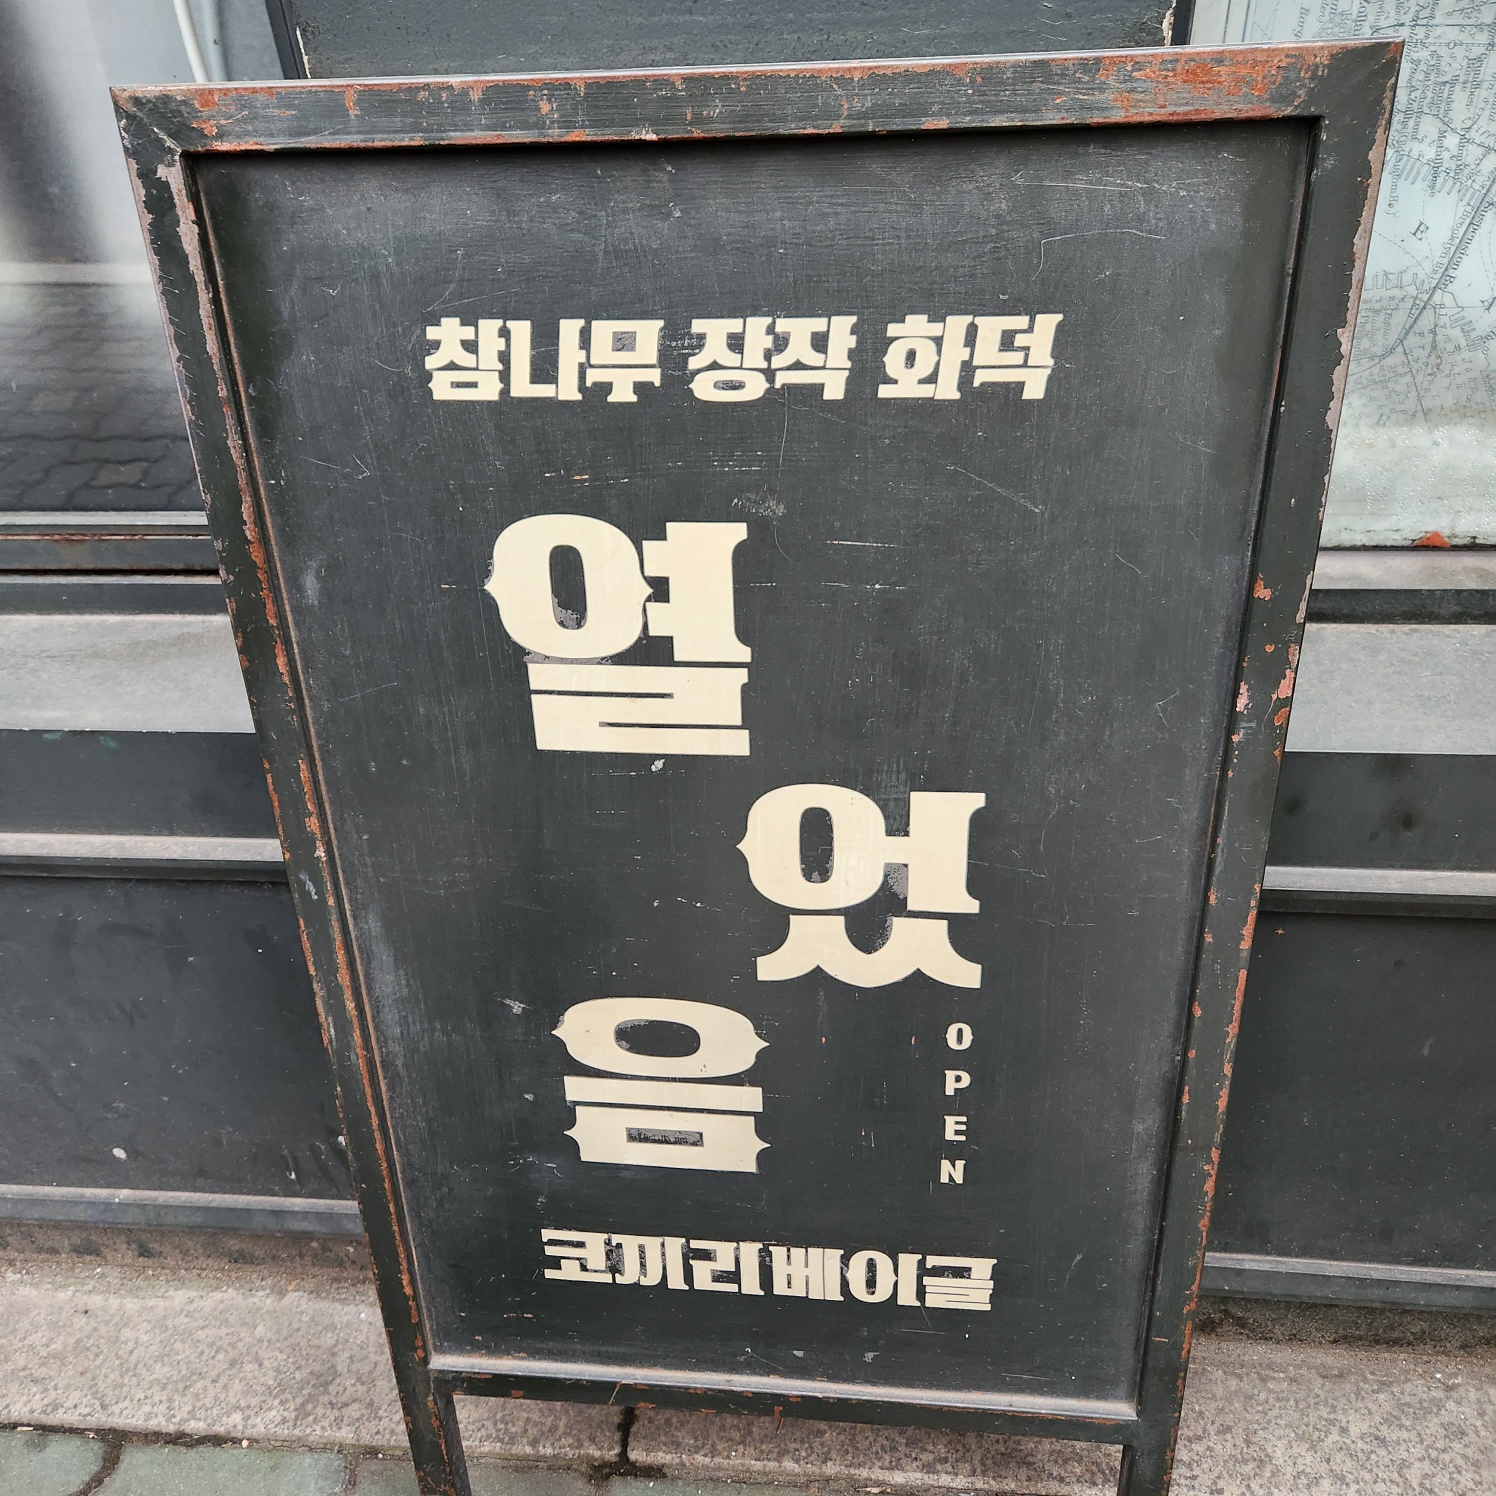 참나무 장작 화덕
열
었
음
OPEN
코끼리베이글